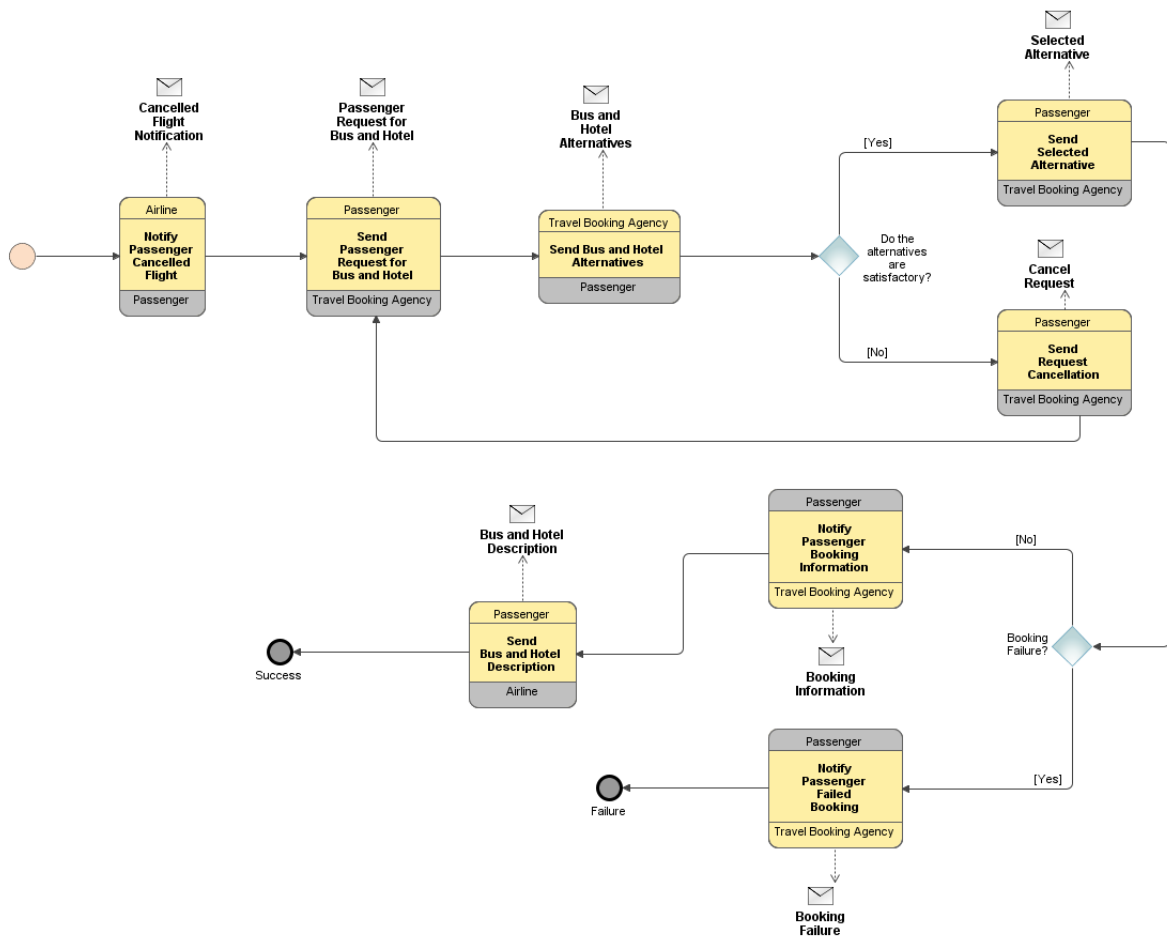 Selected
Alternative
Cancelled
Flight
Notification
Passenger
Request for
Bus and Hotel
Bus and
Hotel
Alternatives
Passenger
Send
Selected
Alternative
Travel Booking Agency
[Yes]
Airline
Notify
Passenger
Cancelled
Flight
Passenger
Passenger
Send
Passenger
Request for
Bus and Hotel
Travel Booking Agency
Travel Booking Agency
Send Bus and Hotel
Alternatives
Passenger
Do the
alternatives
are
satisfactory?
Cancel
Request
[No]
Passenger
Send
Request
Cancellation
Travel Booking Agency
Bus and Hotel
Description
Passenger
Notify
Passenger
Booking
Information
Travel Booking Agency
[No]
Booking
Failure?
Passenger
Send
Bus and Hotel
Description
Airline
Success
Booking
Information
Passenger
Notify
Passenger
Failed
Booking
Travel Booking Agency
[Yes]
Failure
Booking
Failure